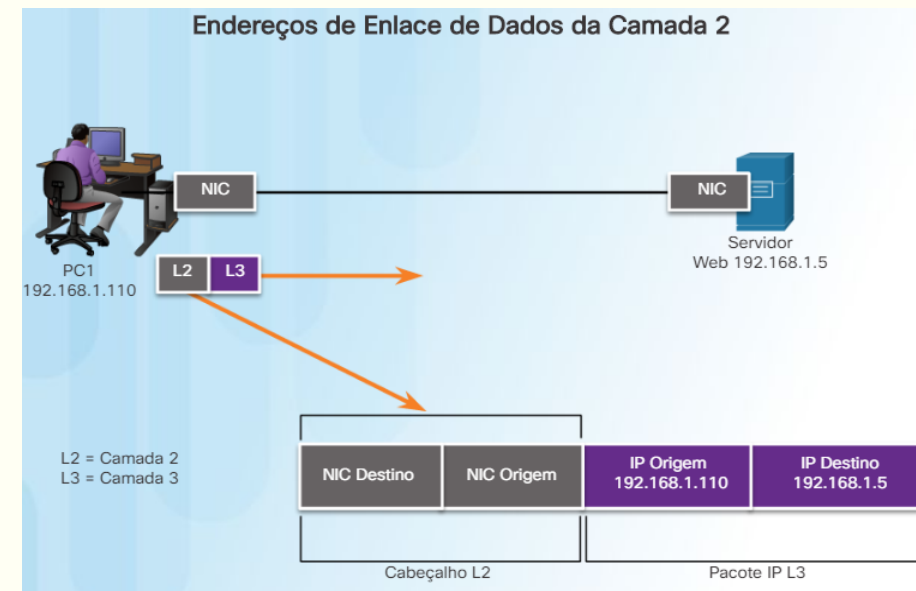 Endereços de Enlace de Dados da Camada 2
NIC
NIC
PC1
192.168.1.110
L2
L3
Servidor
Web 192.168.1.5
L2 = Camada 2
L3 = Camada 3
NIC Destino
NIC Origem
IP Origem
192.168.1.110
IP Destino
192.168.1.5
Cabeçalho L2
Pacote IP L3